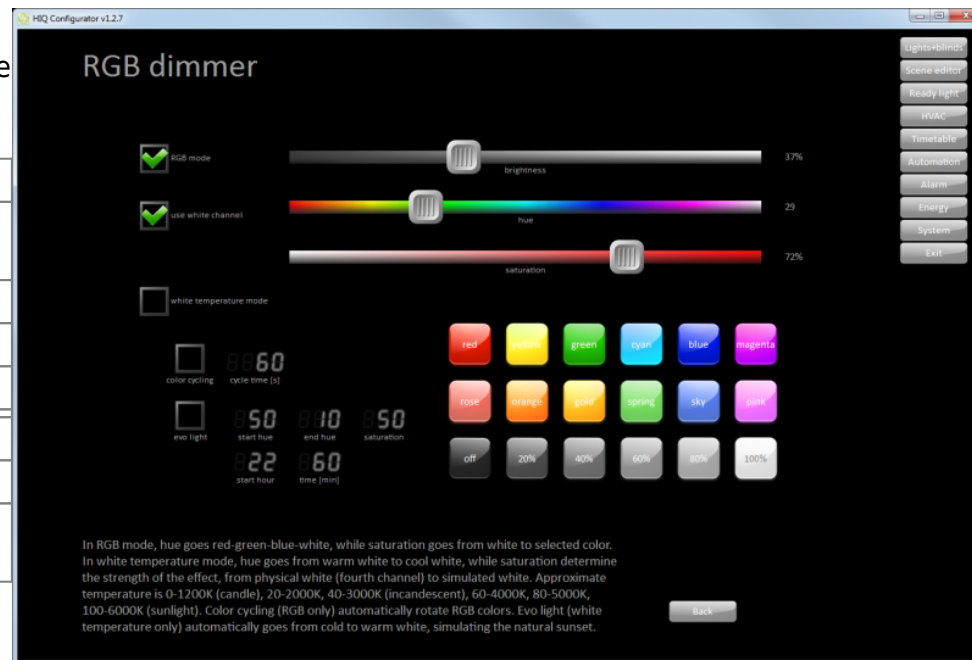 HIQ Configurator v1.2.7
e
RGB dimmer
Lights+blinds
Scene editor
Ready light
HVAC
Timetable
Automation
Alarm
Energy
System
Exit
RGB mode
brightness
37%
use white channel
hue
29
saturation
72%
white temperature mode
color cycling
60
cycle time [s]
evo light
50
start hue
10
end hue
50
saturation
22
start hour
60
time [min]
red yellow green cyan blue magenta
rose orange gold spring sky pink
off 20% 40% 60% 80% 100%
In RGB mode, hue goes red-green-blue-white, while saturation goes from white to selected color.
In white temperature mode, hue goes from warm white to cool white, while saturation determine
the strength of the effect, from physical white (fourth channel) to simulated white. Approximate
temperature is 0-1200K (candle), 20-2000K, 40-3000K (incandescent), 60-4000K, 80-5000K,
100-6000K (sunlight). Color cycling (RGB only) automatically rotate RGB colors. Evo light (white
temperature only) automatically goes from cold to warm white, simulating the natural sunset.
Back